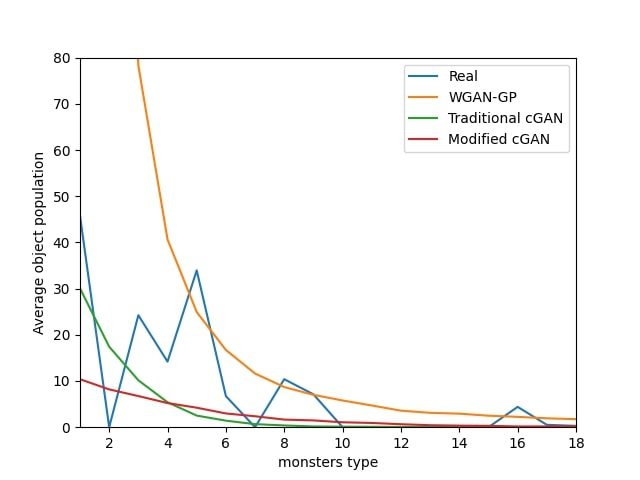 80
70
60
50
40
30
20
10
0
Average object population
2 4 6 8 10 12 14 16 18
monsters type
Real
WGAN-GP
Traditional cGAN
Modified cGAN